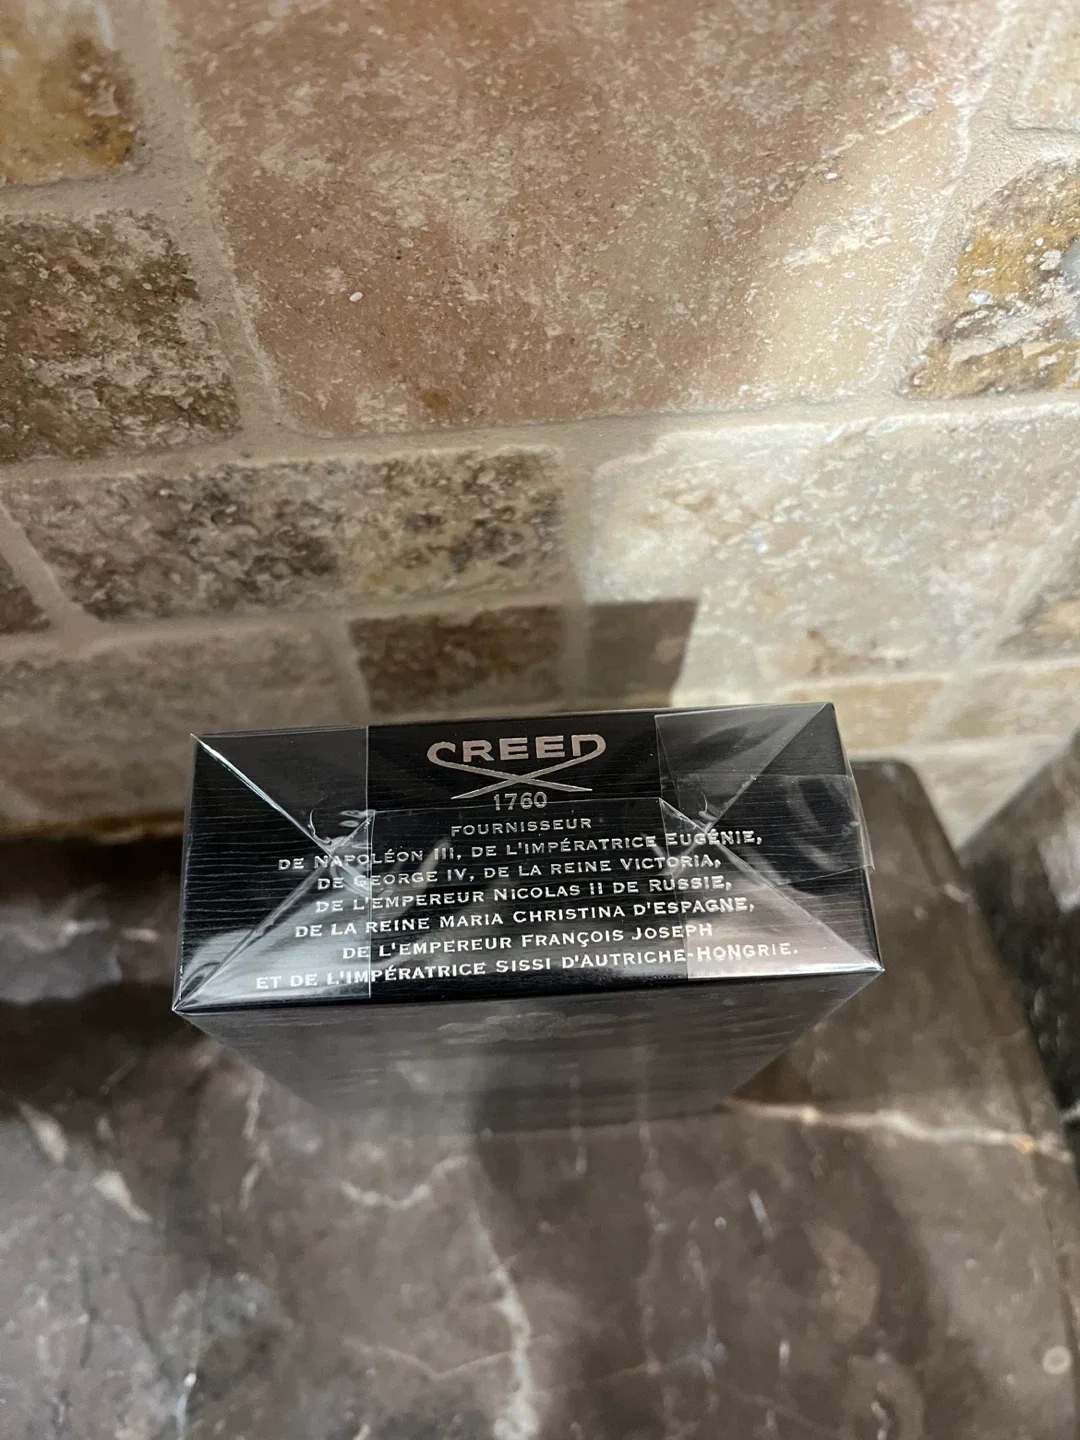 CREED
1760
FOURNISSEUR
DE NAPOLÉON III, DE L'IMPÉRATRICE EUGÉNIE,
DE GEORGE IV, DE LA REINE VICTORIA,
DE L'EMPEREUR NICOLAS II DE RUSSIE,
DE LA REINE MARIA CHRISTINA D'ESPAGNE,
DE L'EMPEREUR FRANÇOIS JOSEPH
ET DE L'IMPÉRATRICE SISSI D'AUTRICHE-HONGRIE.